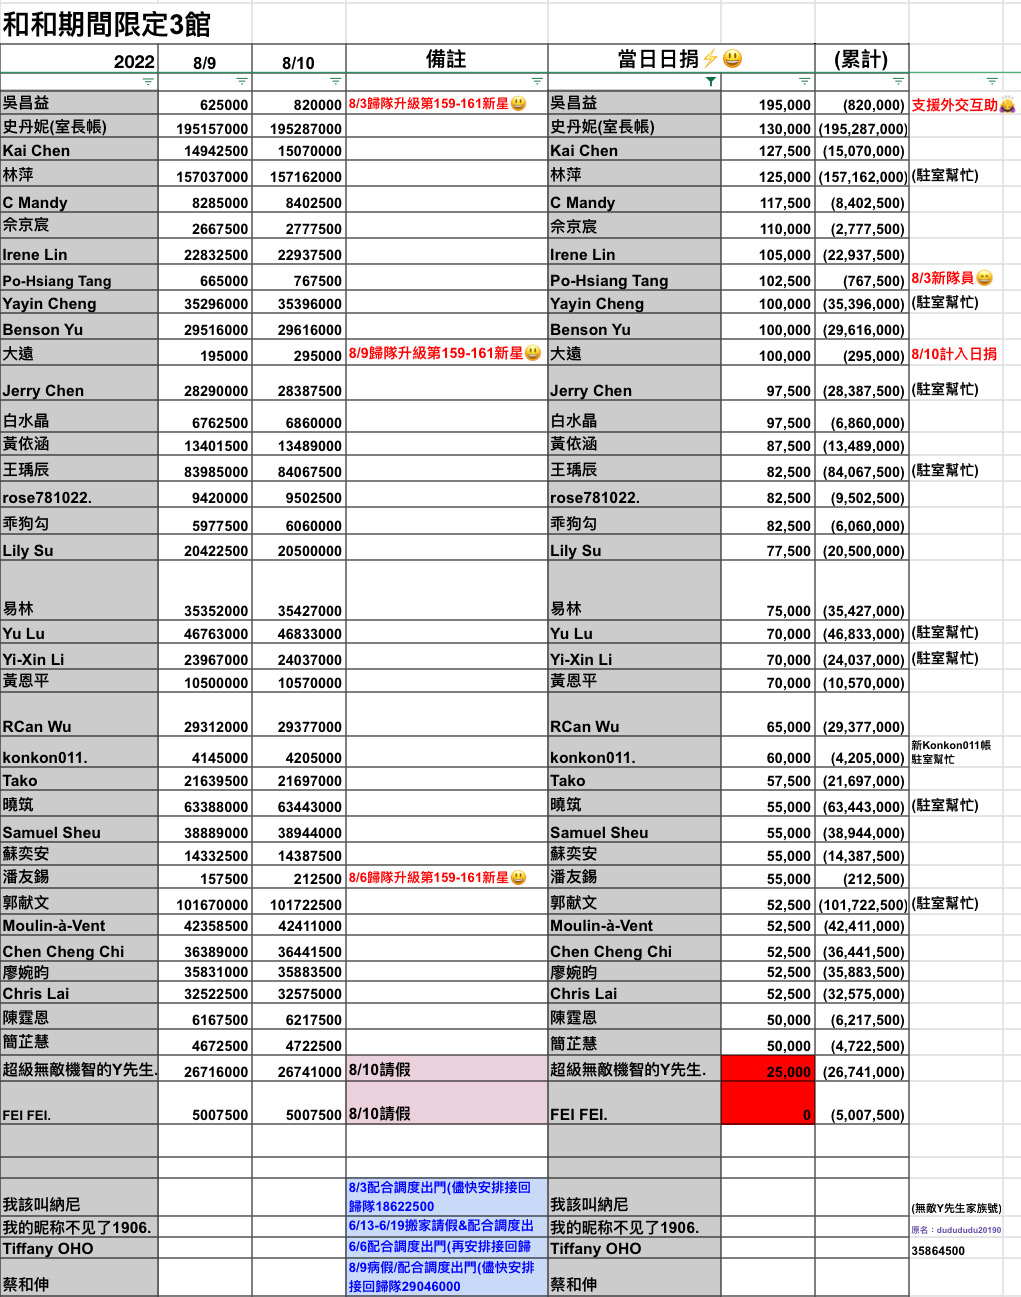 和和期間限定3館
2022 8/9 8/10 備註 當日日捐⚡😃 (累計)
吳昌益 625000 820000 8/3歸隊升級第159-161新星😃 吳昌益 195,000 (820,000) 支援外交互助🙇
史丹妮(室長帳) 195157000 195287000 史丹妮(室長帳) 130,000 (195,287,000)
Kai Chen 14942500 15070000 Kai Chen 127,500 (15,070,000)
林萍 157037000 157162000 林萍 125,000 (157,162,000) (駐室幫忙)
C Mandy 8285000 8402500 C Mandy 117,500 (8,402,500)
佘京宸 2667500 2777500 佘京宸 110,000 (2,777,500)
Irene Lin 22832500 22937500 Irene Lin 105,000 (22,937,500)
Po-Hsiang Tang 665000 767500 Po-Hsiang Tang 102,500 (767,500) 8/3新隊員😄
Yayin Cheng 35296000 35396000 Yayin Cheng 100,000 (35,396,000) (駐室幫忙)
Benson Yu 29516000 29616000 Benson Yu 100,000 (29,616,000)
大遠 195000 295000 8/9歸隊升級第159-161新星😃 大遠 100,000 (295,000) 8/10計入日捐
Jerry Chen 28290000 28387500 Jerry Chen 97,500 (28,387,500) (駐室幫忙)
白水晶 6762500 6860000 白水晶 97,500 (6,860,000)
黃依涵 13401500 13489000 黃依涵 87,500 (13,489,000)
王瑀辰 83985000 84067500 王瑀辰 82,500 (84,067,500) (駐室幫忙)
rose781022. 9420000 9502500 rose781022. 82,500 (9,502,500)
乖狗勾 5977500 6060000 乖狗勾 82,500 (6,060,000)
Lily Su 20422500 20500000 Lily Su 77,500 (20,500,000)
易林 35352000 35427000 易林 75,000 (35,427,000)
Yu Lu 46763000 46833000 Yu Lu 70,000 (46,833,000) (駐室幫忙)
Yi-Xin Li 23967000 24037000 Yi-Xin Li 70,000 (24,037,000) (駐室幫忙)
黃恩平 10500000 10570000 黃恩平 70,000 (10,570,000)
RCan Wu 29312000 29377000 RCan Wu 65,000 (29,377,000)
konkon011. 4145000 4205000 konkon011. 60,000 (4,205,000) 新Konkon011帳
駐室幫忙
Tako 21639500 21697000 Tako 57,500 (21,697,000)
曉筑 63388000 63443000 曉筑 55,000 (63,443,000) (駐室幫忙)
Samuel Sheu 38889000 38944000 Samuel Sheu 55,000 (38,944,000)
蘇奕安 14332500 14387500 蘇奕安 55,000 (14,387,500)
潘友錫 157500 212500 8/6歸隊升級第159-161新星😃 潘友錫 55,000 (212,500)
郭献文 101670000 101722500 郭献文 52,500 (101,722,500) (駐室幫忙)
Moulin-à-Vent 42358500 42411000 Moulin-à-Vent 52,500 (42,411,000)
Chen Cheng Chi 36389000 36441500 Chen Cheng Chi 52,500 (36,441,500)
廖婉昀 35831000 35883500 廖婉昀 52,500 (35,883,500)
Chris Lai 32522500 32575000 Chris Lai 52,500 (32,575,000)
陳霆恩 6167500 6217500 陳霆恩 50,000 (6,217,500)
簡芷慧 4672500 4722500 簡芷慧 50,000 (4,722,500)
超級無敵機智的Y先生. 26716000 26741000 8/10請假 超級無敵機智的Y先生. 25,000 (26,741,000)
FEI FEI. 5007500 5007500 8/10請假 FEI FEI. 0 (5,007,500)
我該叫納尼 8/3配合調度出門(儘快安排接回
歸隊18622500 我該叫納尼 (無敵Y先生家族號)
我的昵称不见了1906. 6/13-6/19搬家請假&配合調度出 我的昵称不见了1906. 原名：dudududu20190
Tiffany OHO 6/6配合調度出門(再安排接回歸 Tiffany OHO 35864500
蔡和伸 8/9病假/配合調度出門(儘快安排
接回歸隊29046000 蔡和伸